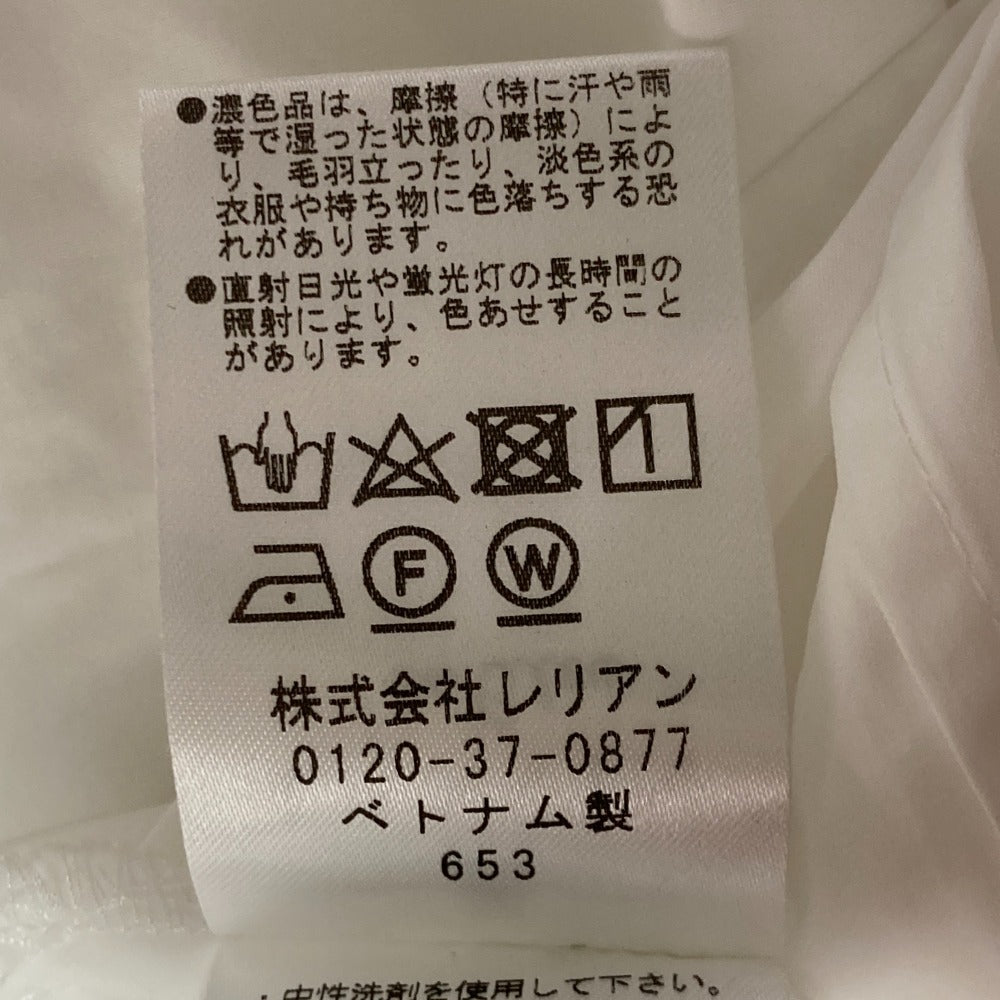 ●濃色品は、摩擦（特に汗や雨
等で湿った状態の摩擦）によ
り、毛羽立ったり、淡色系の
衣服や持ち物に色落ちする恐
れがあります。
●直射日光や蛍光灯の長時間の
照射により、色あせすること
があります。
F W
株式会社レリアン
0120-37-0877
ベトナム製
653
・中性洗剤を使用して下さい。